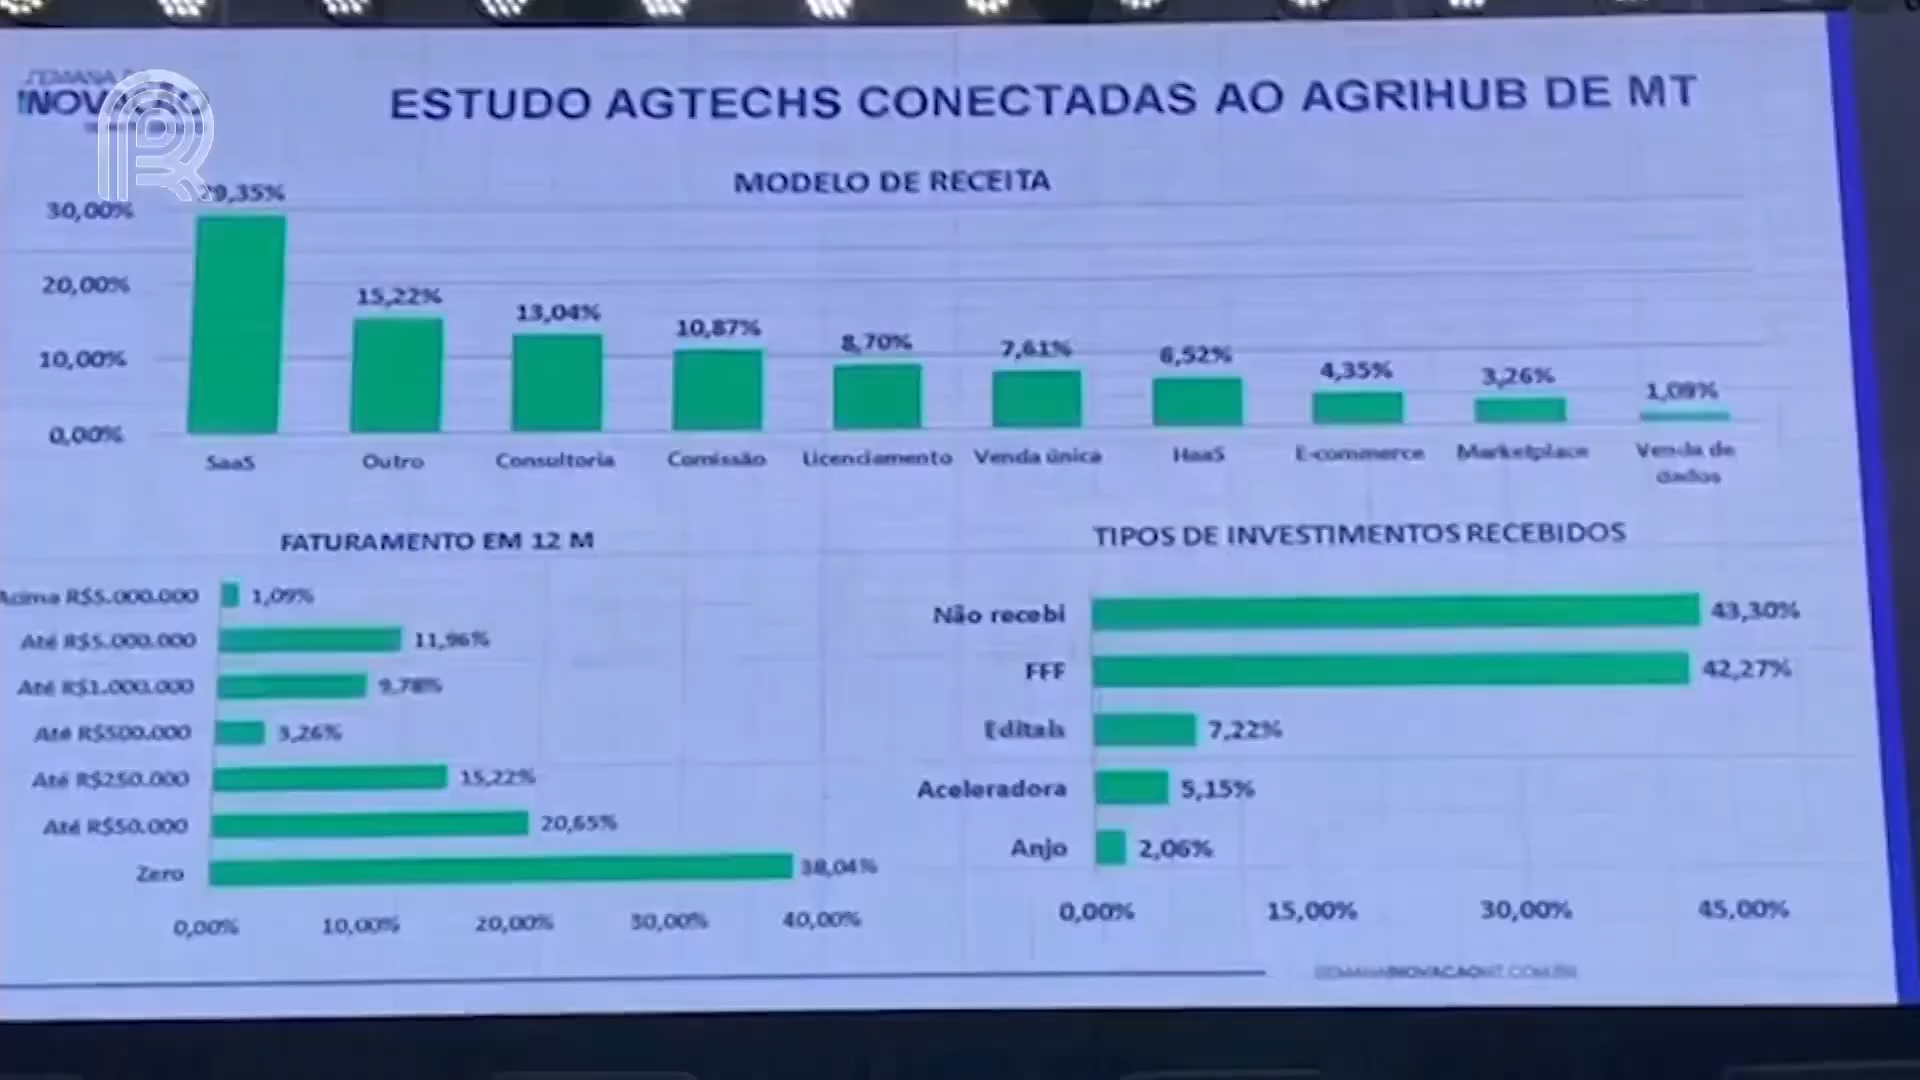 INOVAÇÃO
ESTUDO AGTECHS CONECTADAS AO AGRIHUB DE MT
MODELO DE RECEITA
29,35%
15,22%
13,04%
10,87%
8,70%
7,61%
6,52%
4,35%
3,26%
1,09%
30,00%
20,00%
10,00%
0,00%
SaaS
Outro
Consultoria
Comissão
Licenciamento
Venda única
HaaS
E-commerce
Marketplace
Venda de
dados
FATURAMENTO EM 12 M
Acima R$5.000.000 1,09%
Até R$5.000.000 11,96%
Até R$1.000.000 9,78%
Até R$500.000 3,26%
Até R$250.000 15,22%
Até R$50.000 20,65%
Zero 38,04%
0,00% 10,00% 20,00% 30,00% 40,00%
TIPOS DE INVESTIMENTOS RECEBIDOS
Não recebi 43,30%
FFF 42,27%
Editais 7,22%
Aceleradora 5,15%
Anjo 2,06%
0,00% 15,00% 30,00% 45,00%